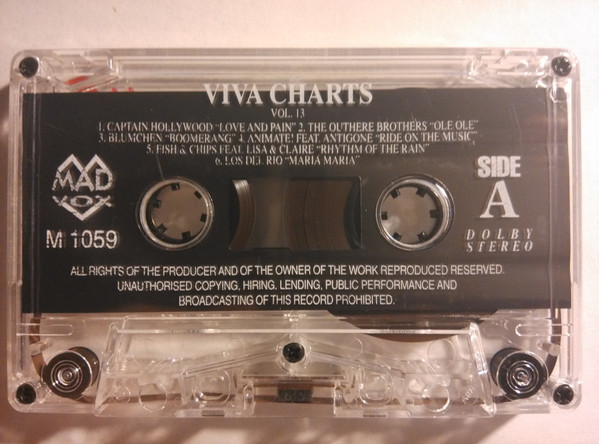 VIVA CHARTS
VOL. 13
1. CAPTAIN HOLLYWOOD "LOVE AND PAIN" 2. THE OUTHERE BROTHERS "OLE OLE"
3. BLUMCHEN "BOOMERANG" 4. ANIMATE! FEAT. ANTIGONE "RIDE ON THE MUSIC"
5. FISH & CHIPS FEAT. LISA & CLAIRE "RHYTHM OF THE RAIN"
6. LOS DEL RIO "MARIA MARIA"
MAD
VOX
M 1059
SIDE
A
DOLBY
STEREO
ALL RIGHTS OF THE PRODUCER AND OF THE OWNER OF THE WORK REPRODUCED RESERVED.
UNAUTHORISED COPYING, HIRING, LENDING, PUBLIC PERFORMANCE AND
BROADCASTING OF THIS RECORD PROHIBITED.